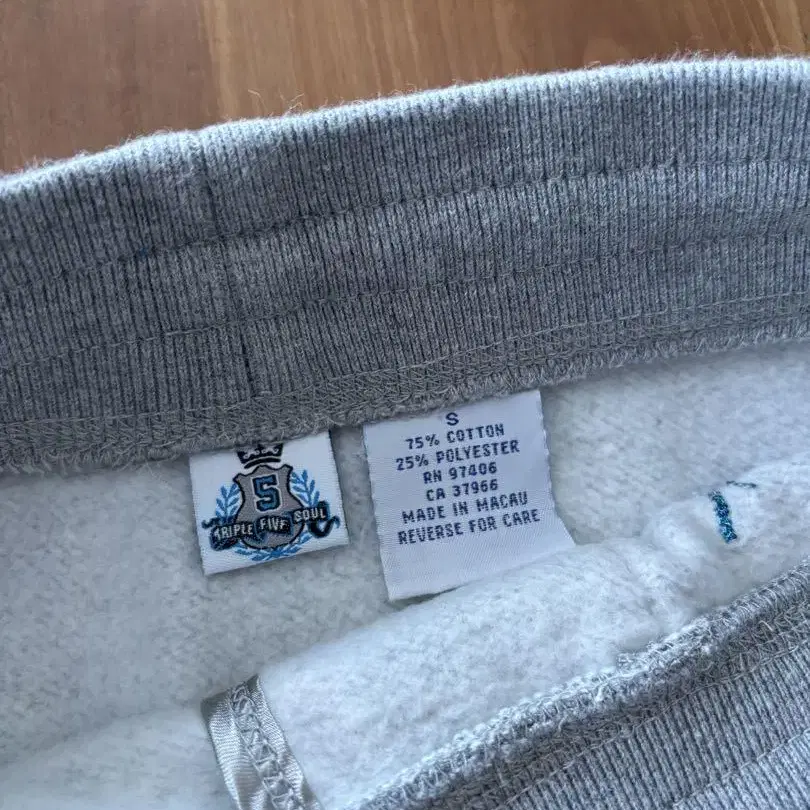 5
TRIPLE FIVE SOUL
S
75% COTTON
25% POLYESTER
RN 97406
CA 37966
MADE IN MACAU
REVERSE FOR CARE